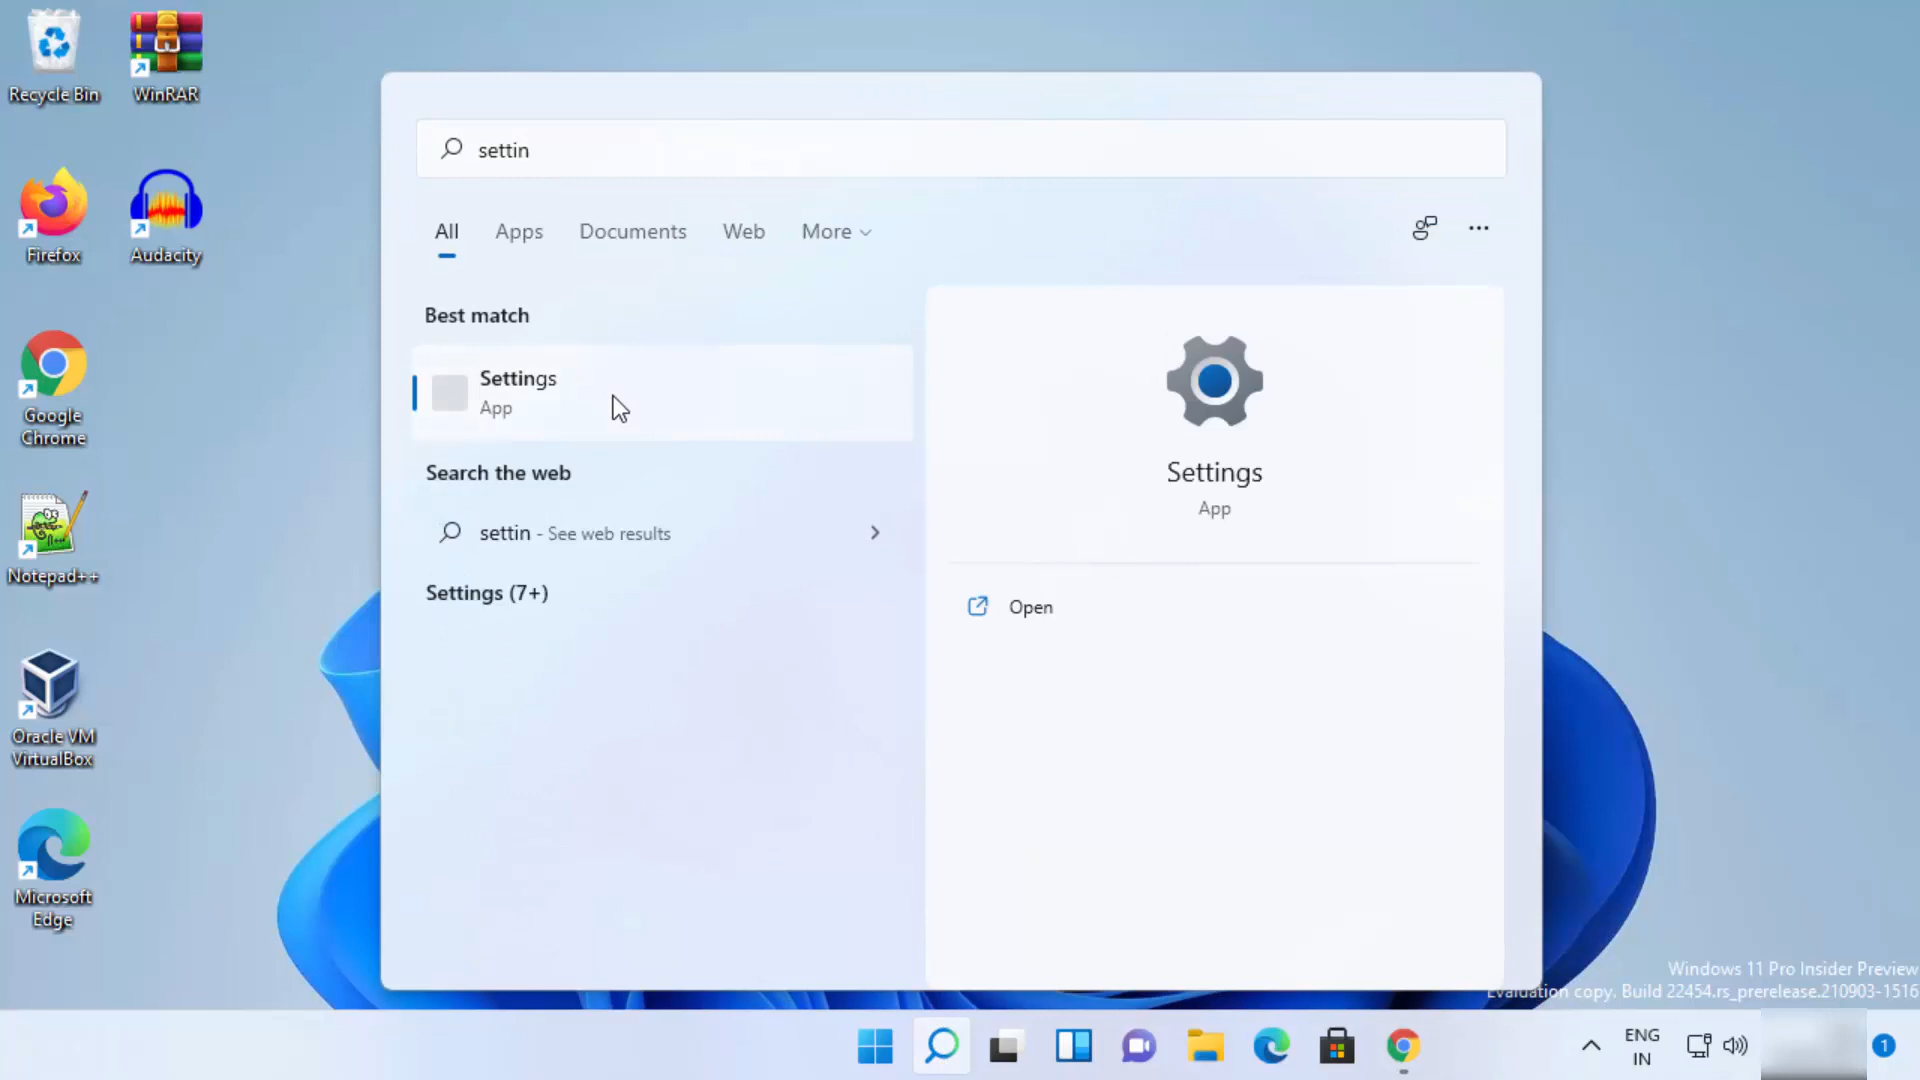 Recycle Bin
WinRAR
Firefox
Audacity
Google
Chrome
Notepad++
Oracle VM
VirtualBox
Microsoft
Edge
settin
All Apps Documents Web More
Best match
Settings
App
Search the web
settin - See web results
Settings (7+)
Settings
App
Open
Windows 11 Pro Insider Preview
Evaluation copy. Build 22454.rs_prerelease.210903-1516
ENG
IN
1